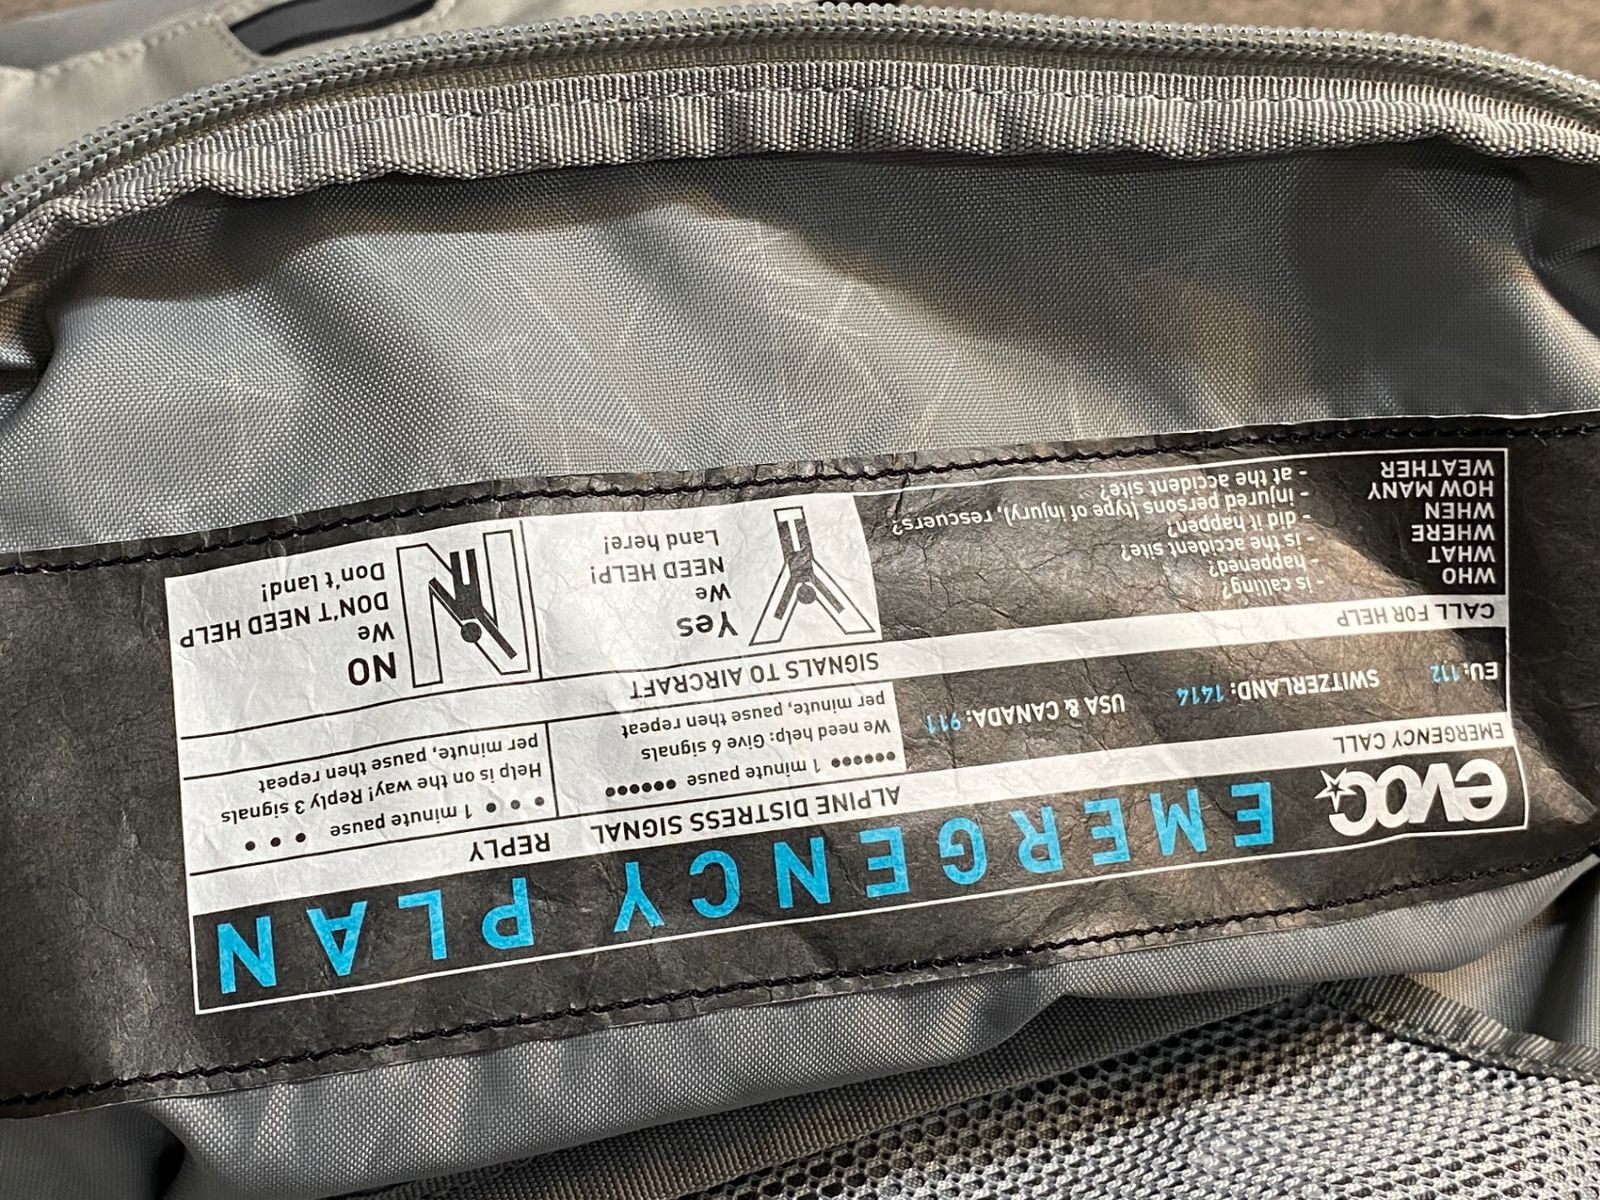 evoc EMERGENCY PLAN
EMERGENCY CALL
EU: 112 SWITZERLAND: 1414 USA & CANADA: 911
CALL FOR HELP
WHO - is calling?
WHAT - happened?
WHERE - is the accident site?
WHEN - did it happen?
HOW MANY - injured persons (type of injury), rescuers?
WEATHER - at the accident site?
ALPINE DISTRESS SIGNAL
•••••• 1 minute pause ••••••
We need help: Give 6 signals
per minute, pause then repeat
REPLY
• • • 1 minute pause • • •
Help is on the way! Reply 3 signals
per minute, pause then repeat
SIGNALS TO AIRCRAFT
Yes
We
NEED HELP!
Land here!
NO
We
DON'T NEED HELP
Don't land!